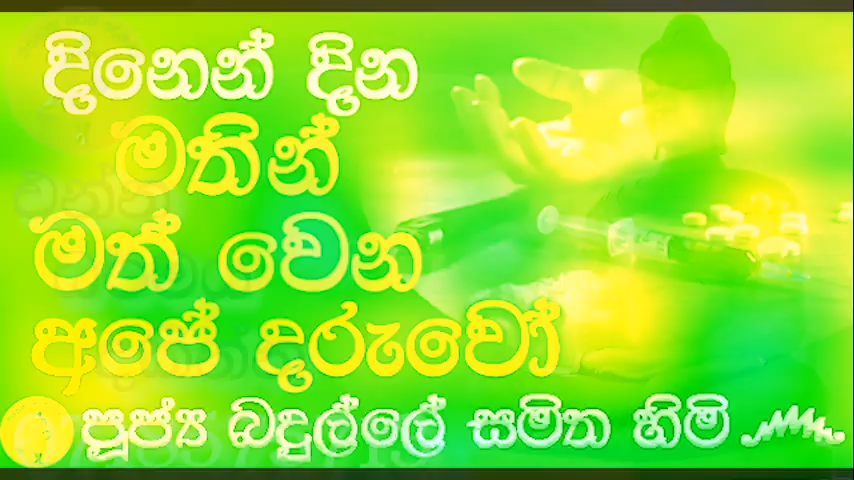 දිනෙන් දින
මතින්
මත් වෙන
අපේ දරුවෝ
පූජ්‍ය බදුල්ලේ සමිත හිමි